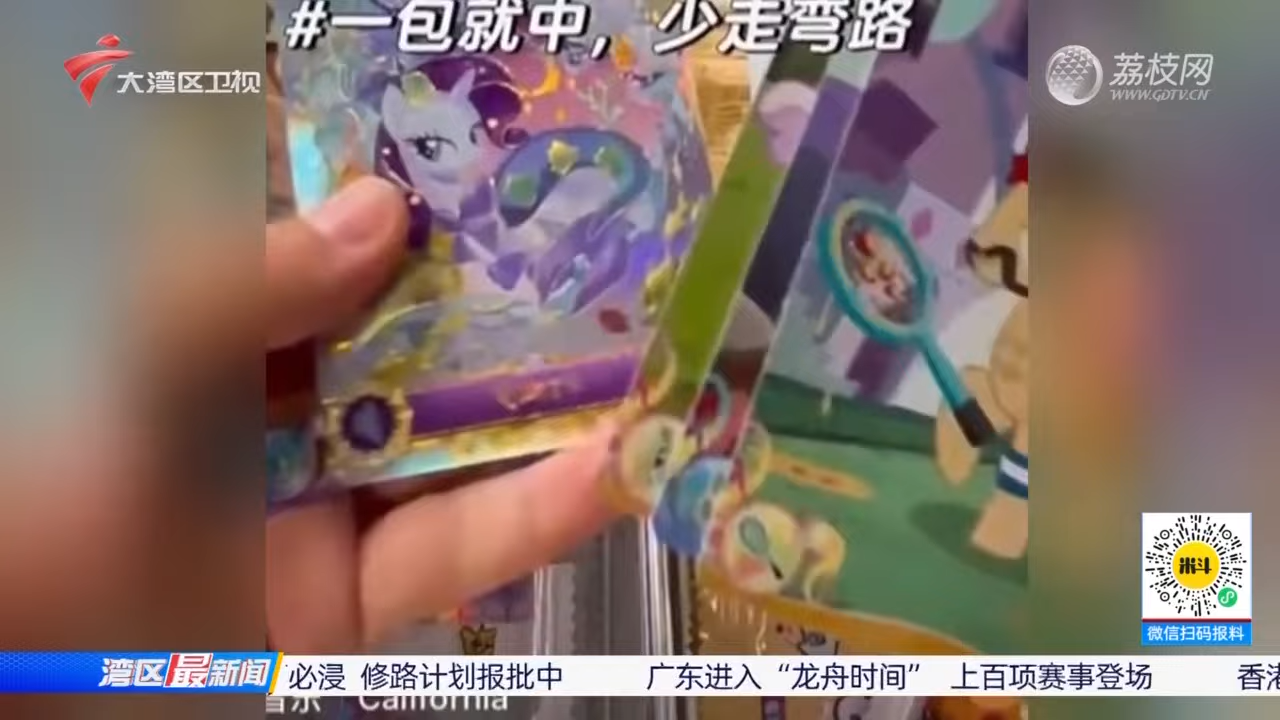 #一包就中，少走弯路
大湾区卫视
荔枝网
WWW.GDTV.CN
米斗
微信扫码报料
湾区最新闻
必浸 修路计划报批中 广东进入“龙舟时间” 上百项赛事登场 香港
California